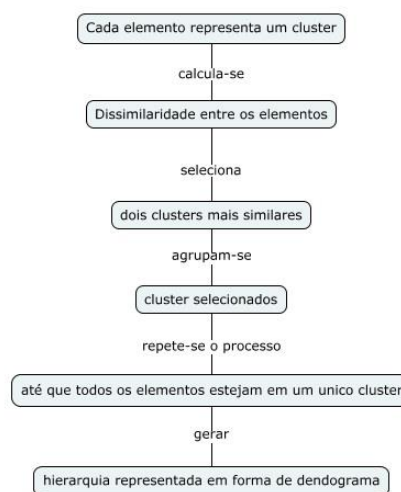 Cada elemento representa um cluster
calcula-se
Dissimilaridade entre os elementos
seleciona
dois clusters mais similares
agrupam-se
cluster selecionados
repete-se o processo
até que todos os elementos estejam em um unico cluster
gerar
hierarquia representada em forma de dendograma